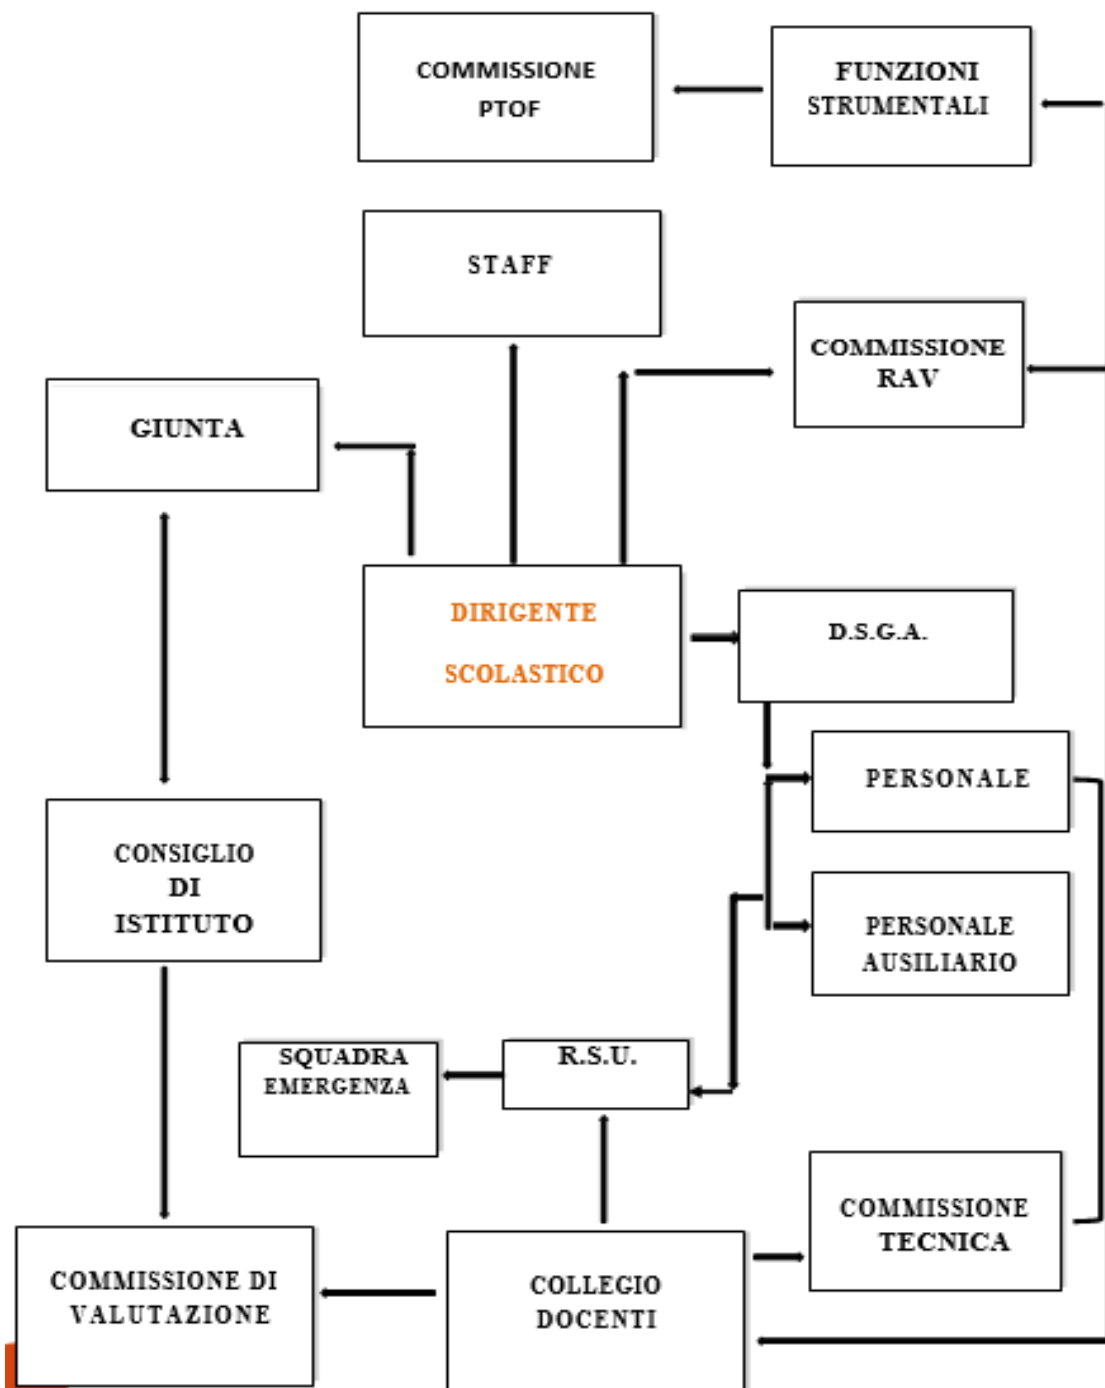 COMMISSIONE
PTOF
FUNZIONI
STRUMENTALI
STAFF
COMMISSIONE
RAV
GIUNTA
DIRIGENTE
SCOLASTICO
D.S.G.A.
PERSONALE
CONSIGLIO
DI
ISTITUTO
PERSONALE
AUSILIARIO
SQUADRA
EMERGENZA
R.S.U.
COMMISSIONE
TECNICA
COMMISSIONE DI
VALUTAZIONE
COLLEGIO
DOCENTI